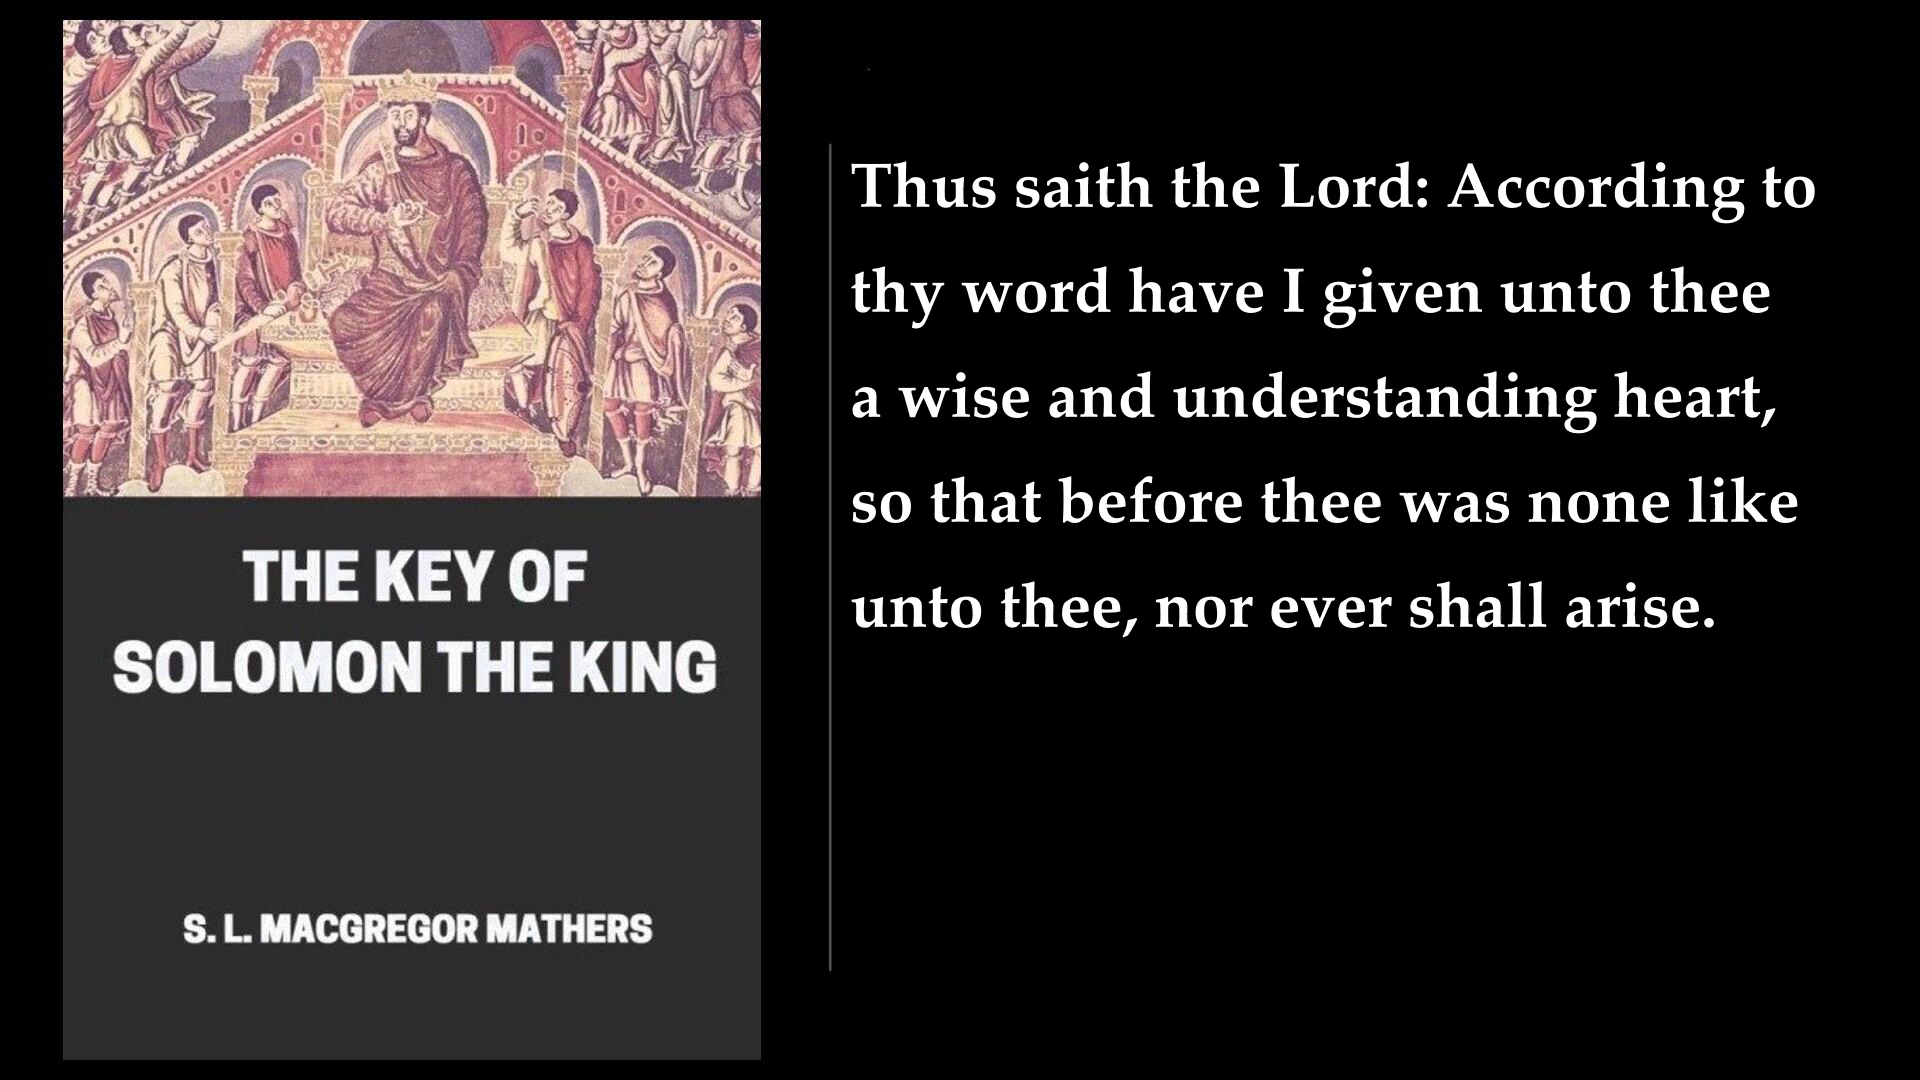 THE KEY OF
SOLOMON THE KING
S. L. MACGREGOR MATHERS
Thus saith the Lord: According to
thy word have I given unto thee
a wise and understanding heart,
so that before thee was none like
unto thee, nor ever shall arise.